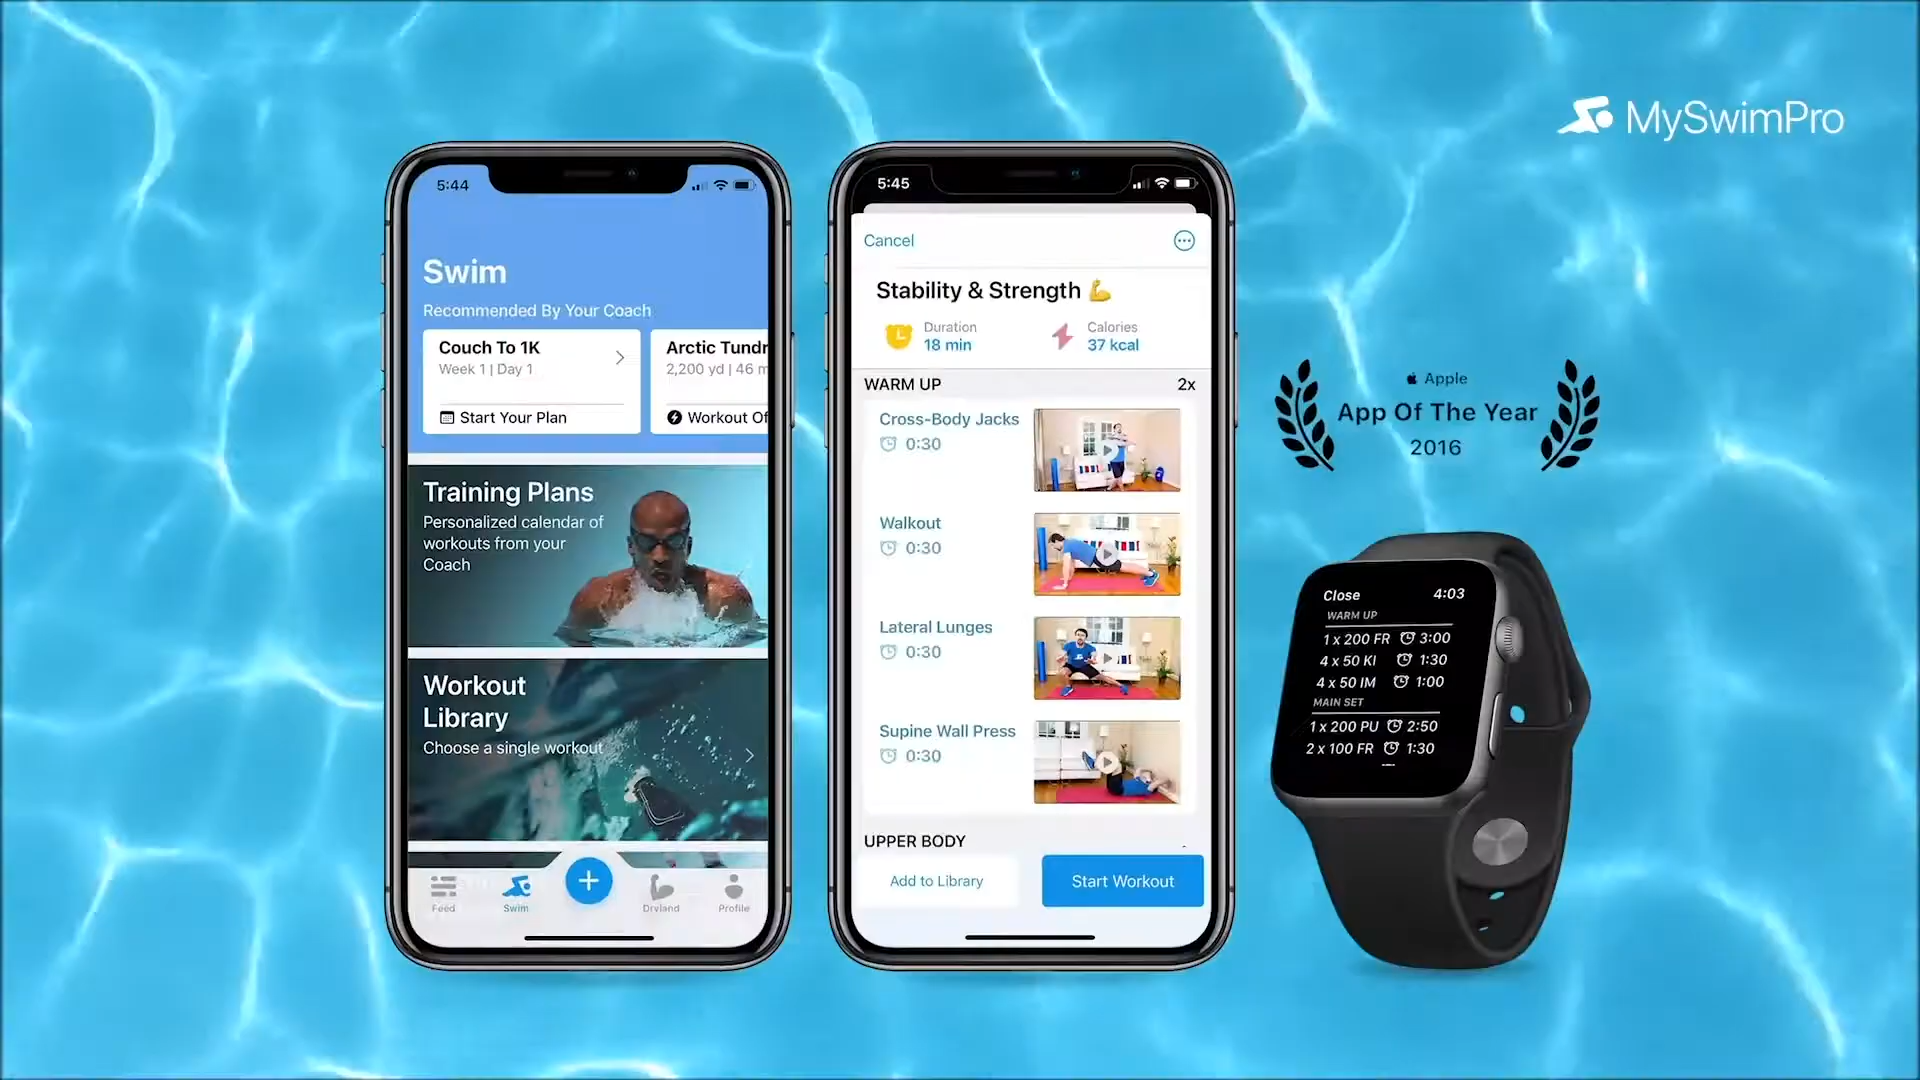 MySwimPro
5:44
Swim
Recommended By Your Coach
Couch To 1K
Week 1 | Day 1
Start Your Plan
Arctic Tundr
2,200 yd | 46 m
Workout Of
Training Plans
Personalized calendar of
workouts from your
Coach
Workout
Library
Choose a single workout
Feed
Swim
Dryland
Profile
5:45
Cancel
Stability & Strength 💪
Duration
18 min
Calories
37 kcal
WARM UP 2x
Cross-Body Jacks
0:30
Walkout
0:30
Lateral Lunges
0:30
Supine Wall Press
0:30
UPPER BODY
Add to Library
Start Workout
Apple
App Of The Year
2016
Close 4:03
WARM UP
1 x 200 FR 3:00
4 x 50 KI 1:30
4 x 50 IM 1:00
MAIN SET
1 x 200 PU 2:50
2 x 100 FR 1:30